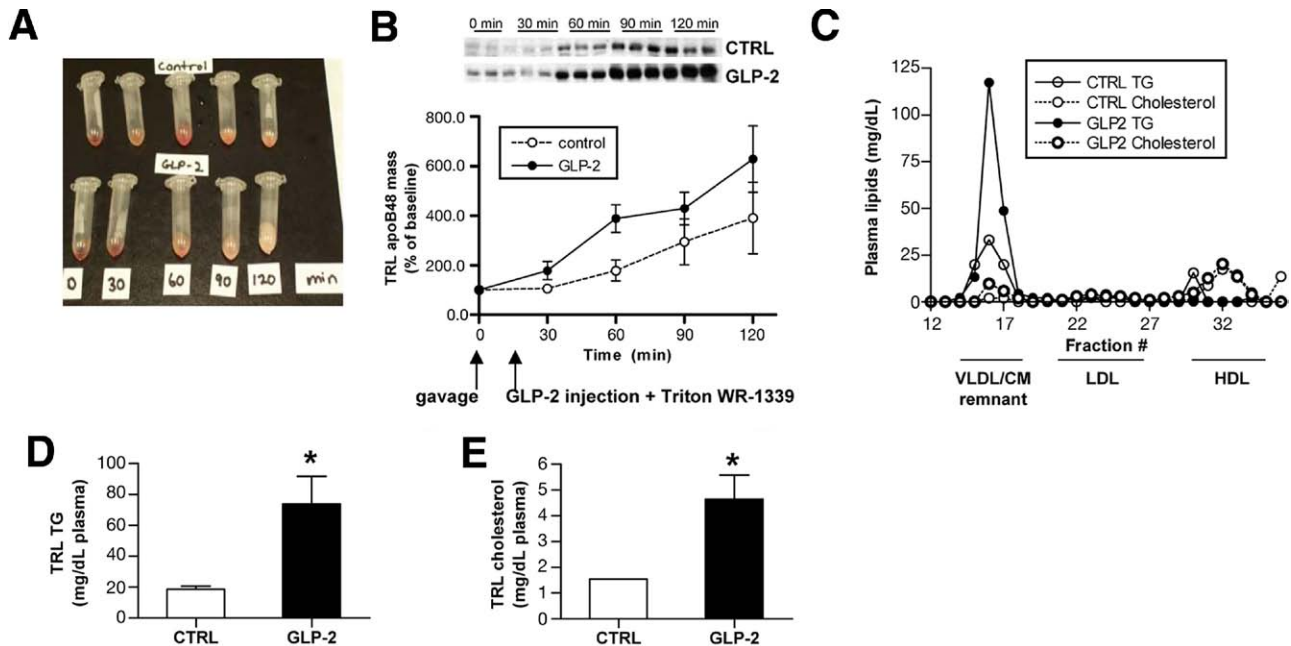 A
Control
GLP-2
0 30 60 90 120 min
B
0 min 30 min 60 min 90 min 120 min
CTRL
GLP-2
800.0
600.0
400.0
200.0
0.0
TRL apoB48 mass
(% of baseline)
control
GLP-2
0 30 60 90 120
Time (min)
gavage GLP-2 injection + Triton WR-1339
C
125
100
75
50
25
0
Plasma lipids (mg/dL)
CTRL TG
CTRL Cholesterol
GLP2 TG
GLP2 Cholesterol
12 17 22 27 32
Fraction #
VLDL/CM
remnant
LDL
HDL
D
100
80
60
40
20
0
TRL TG
(mg/dL plasma)
*
CTRL GLP-2
E
6
5
4
3
2
1
0
TRL cholesterol
(mg/dL plasma)
*
CTRL GLP-2